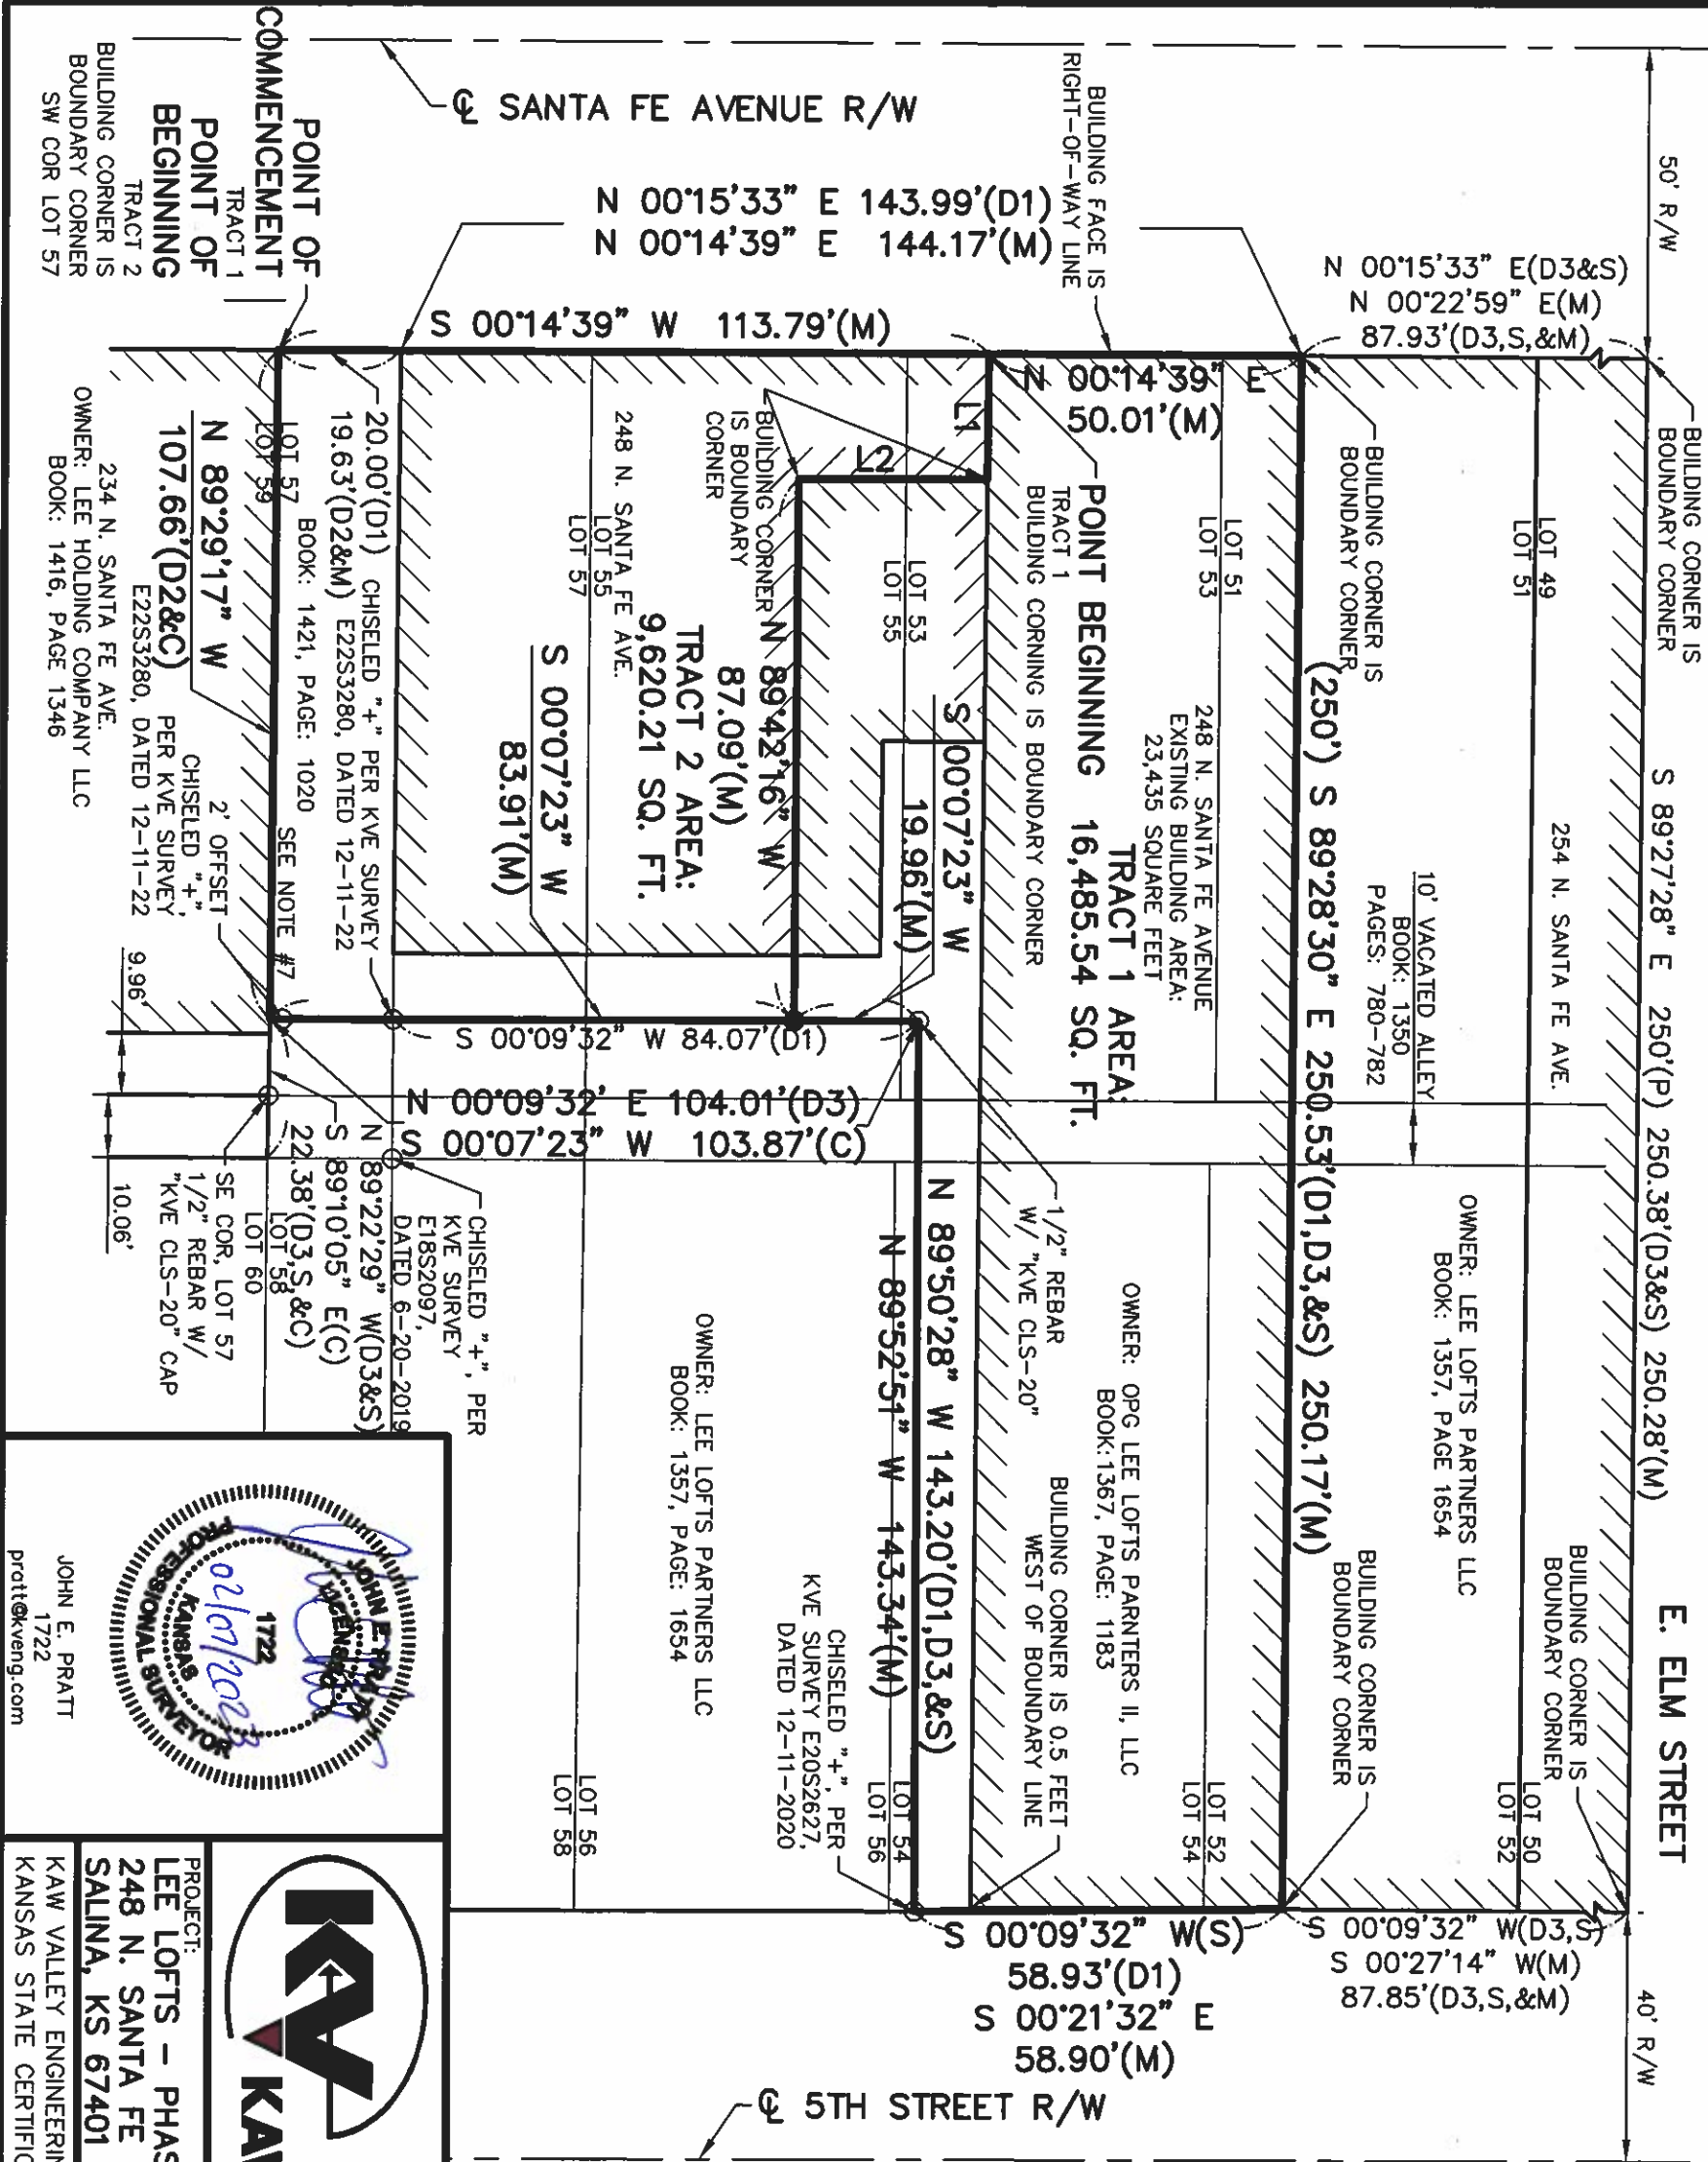 BUILDING CORNER IS
BOUNDARY CORNER
50' R/W
S 89°27'28" E 250'(P) 250.38'(D3&S) 250.28'(M)
E. ELM STREET
40' R/W
BUILDING CORNER IS
BOUNDARY CORNER
254 N. SANTA FE AVE.
LOT 49
LOT 51
10' VACATED ALLEY
BOOK: 1350
PAGES: 780-782
OWNER: LEE LOFTS PARTNERS LLC
BOOK: 1357, PAGE 1654
LOT 50
LOT 52
BUILDING CORNER IS
BOUNDARY CORNER
BUILDING CORNER IS
BOUNDARY CORNER
(250') S 89°28'30" E 250.53'(D1,D3,&S) 250.17'(M)
N 00°15'33" E(D3&S)
N 00°22'59" E(M)
87.93'(D3,S,&M)
S 00°09'32" W(D3,S)
S 00°27'14" W(M)
87.85'(D3,S,&M)
BUILDING FACE IS
RIGHT-OF-WAY LINE
℄ SANTA FE AVENUE R/W
N 00°15'33" E 143.99'(D1)
N 00°14'39" E 144.17'(M)
S 00°14'39" W 113.79'(M)
N 00°14'39" E
50.01'(M)
LOT 51
LOT 53
248 N. SANTA FE AVENUE
EXISTING BUILDING AREA:
23,435 SQUARE FEET
TRACT 1 AREA:
16,485.54 SQ. FT.
POINT BEGINNING
TRACT 1
BUILDING CORNING IS BOUNDARY CORNER
OWNER: OPG LEE LOFTS PARNTERS II, LLC
BOOK:1367, PAGE: 1183
LOT 52
LOT 54
BUILDING CORNER IS 0.5 FEET
WEST OF BOUNDARY LINE
1/2" REBAR
W/ "KVE CLS-20"
L1
L2
LOT 53
LOT 55
S 00°07'23" W
19.96'(M)
N 89°50'28" W 143.20'(D1,D3,&S)
N 89°52'51" W 143.34'(M)
LOT 54
LOT 56
CHISELED "+", PER
KVE SURVEY E20S2627,
DATED 12-11-2020
S 00°09'32" W(S)
58.93'(D1)
S 00°21'32" E
58.90'(M)
℄ 5TH STREET R/W
BUILDING CORNER
IS BOUNDARY
CORNER
N 89°42'16" W
87.09'(M)
TRACT 2 AREA:
9,620.21 SQ. FT.
248 N. SANTA FE AVE.
LOT 55
LOT 57
S 00°07'23" W
83.91'(M)
S 00°09'32" W 84.07'(D1)
N 00°09'32' E 104.01'(D3)
S 00°07'23" W 103.87'(C)
OWNER: LEE LOFTS PARTNERS LLC
BOOK: 1357, PAGE: 1654
LOT 56
LOT 58
20.00'(D1)
19.63'(D2&M)
CHISELED "+" PER KVE SURVEY
E22S3280, DATED 12-11-22
BOOK: 1421, PAGE: 1020
SEE NOTE #7
LOT 57
LOT 59
N 89°29'17" W
107.66'(D2&C)
2' OFFSET
CHISELED "+",
PER KVE SURVEY
E22S3280, DATED 12-11-22
234 N. SANTA FE AVE.
OWNER: LEE HOLDING COMPANY LLC
BOOK: 1416, PAGE 1346
9.96'
10.06'
CHISELED "+", PER
KVE SURVEY
E18S2097,
DATED 6-20-2019
N 89°22'29" W(D3&S)
S 89°10'05" E(C)
22.38'(D3,S,&C)
LOT 58
LOT 60
SE COR, LOT 57
1/2" REBAR W/
"KVE CLS-20" CAP
POINT OF
COMMENCEMENT
TRACT 1
POINT OF
BEGINNING
TRACT 2
BUILDING CORNER IS
BOUNDARY CORNER
SW COR LOT 57
JOHN E. PRATT
LICENSED
1722
02/07/2023
KANSAS
PROFESSIONAL SURVEYOR
JOHN E. PRATT
1722
pratt@kveng.com
KV
PROJECT:
LEE LOFTS -
248 N. SANTA FE
SALINA, KS 67401
KAW VALLEY
KANSAS STATE